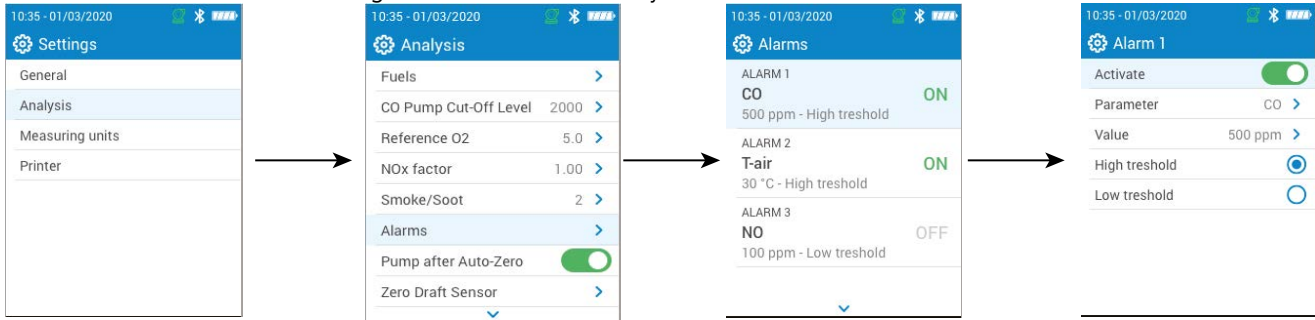 10:35 - 01/03/2020
Settings
General
Analysis
Measuring units
Printer
10:35 - 01/03/2020
Analysis
Fuels
CO Pump Cut-Off Level 2000
Reference O2 5.0
NOx factor 1.00
Smoke/Soot 2
Alarms
Pump after Auto-Zero
Zero Draft Sensor
10:35 - 01/03/2020
Alarms
ALARM 1
CO ON
500 ppm - High treshold
ALARM 2
T-air ON
30 °C - High treshold
ALARM 3
NO OFF
100 ppm - Low treshold
10:35 - 01/03/2020
Alarm 1
Activate
Parameter CO
Value 500 ppm
High treshold
Low treshold